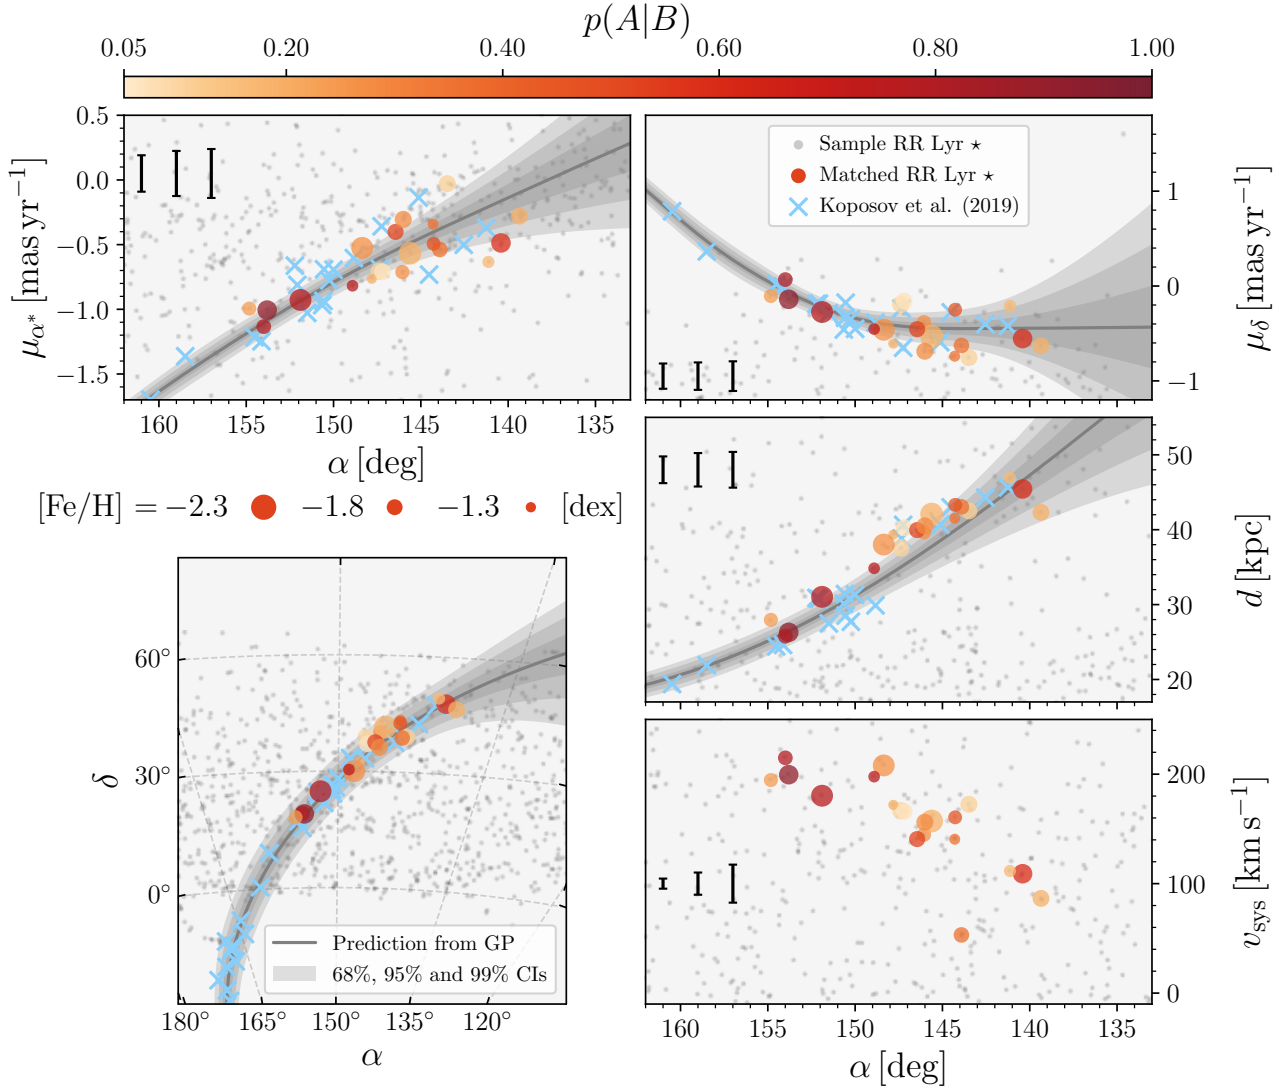 p(A|B)
0.05 0.20 0.40 0.60 0.80 1.00
0.5
0.0
−0.5
−1.0
−1.5
μα* [mas yr⁻¹]
160 155 150 145 140 135
α [deg]
Sample RR Lyr ⋆
Matched RR Lyr ⋆
Koposov et al. (2019)
1
0
−1
μδ [mas yr⁻¹]
[Fe/H] = −2.3 −1.8 −1.3 [dex]
50
40
30
20
d [kpc]
60°
30°
0°
δ
Prediction from GP
68%, 95% and 99% CIs
180° 165° 150° 135° 120°
α
200
100
0
vsys [km s⁻¹]
160 155 150 145 140 135
α [deg]